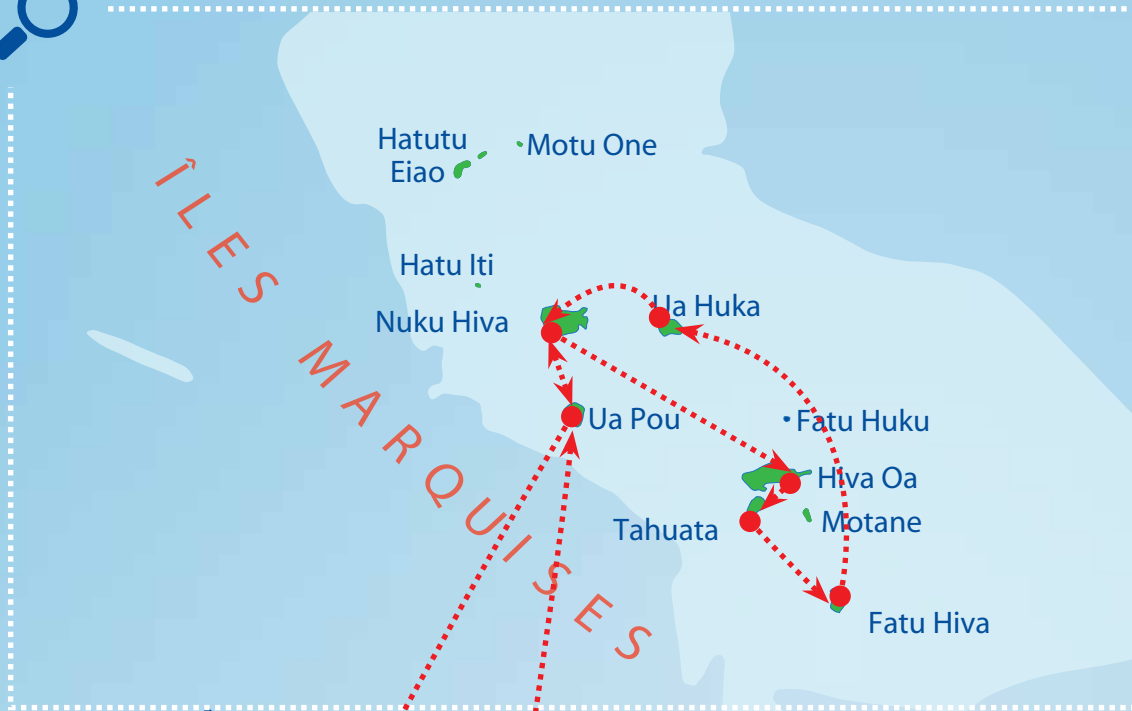 Hatutu
Eiao
Motu One
ÎLES MARQUISES
Hatu Iti
Nuku Hiva
Ua Huka
Ua Pou
Fatu Huku
Hiva Oa
Motane
Tahuata
Fatu Hiva